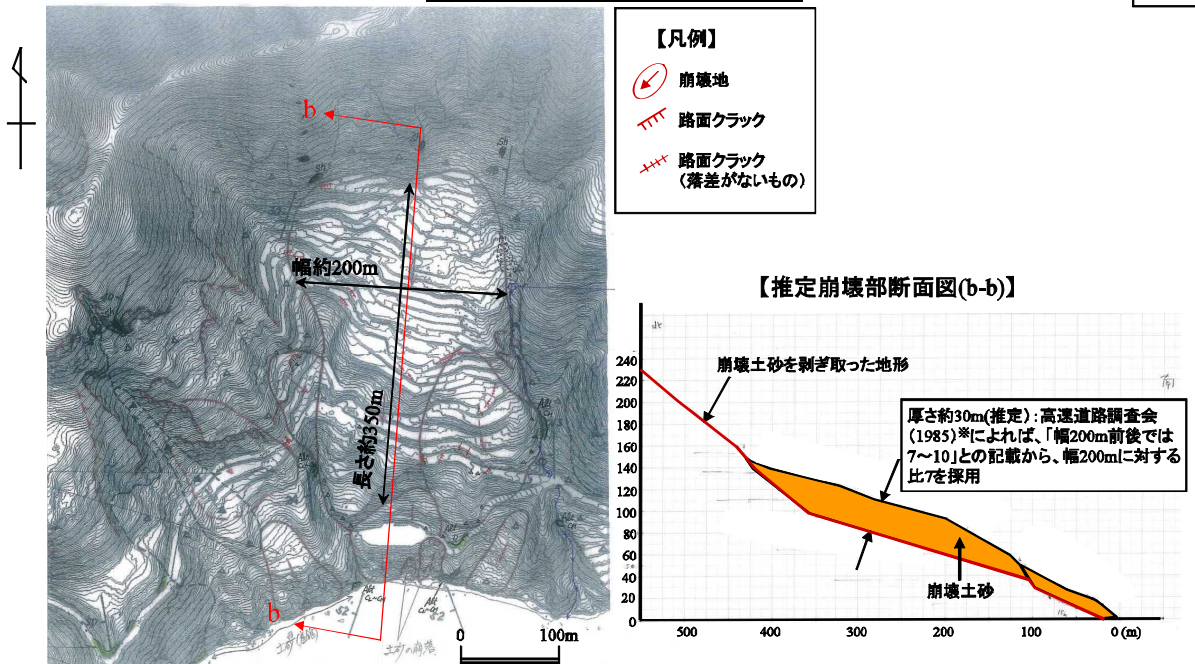 【凡例】
崩壊地
路面クラック
路面クラック
(落差がないもの)
b
幅約200m
長さ約350m
b
0
100m
【推定崩壊部断面図(b-b)】
崩壊土砂を剥ぎ取った地形
厚さ約30m(推定):高速道路調査会
(1985)※によれば、「幅200m前後では
7～10」との記載から、幅200mに対する
比7を採用
崩壊土砂
240
220
200
180
160
140
120
100
80
60
40
20
0
500
400
300
200
100
0 (m)